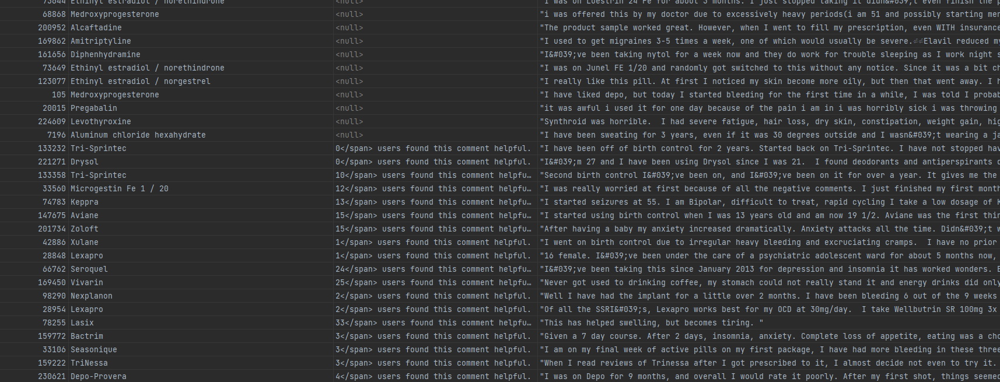 73644 Ethinyl estradiol / norethindrone <null> "I was on Loestrin 24 Fe for about 3 months. I just stopped taking it didn&#039;t even finish the p
68868 Medroxyprogesterone <null> "i was offered this by my doctor due to excessively heavy periods(i am 51 and possibly starting men
200952 Alcaftadine <null> "The product sample worked great. However, when I went to fill my prescription, even WITH insurance
169862 Amitriptyline <null> "I used to get migraines 3-5 times a week, one of which would usually be severe.⏎⏎Elavil reduced my
161656 Diphenhydramine <null> "I&#039;ve been taking nytol for a week now and they do work for trouble sleeping as I work night s
73649 Ethinyl estradiol / norethindrone <null> "I was on Junel FE 1/20 and randomly got switched to this without any notice. Since it was a bit ch
123077 Ethinyl estradiol / norgestrel <null> "I really like this pill. At first I noticed my skin become more oily, but then that went away. I h
105 Medroxyprogesterone <null> "I have liked depo, but today I started bleeding for the first time in a while, I was told I probab
20015 Pregabalin <null> "it was awful i used it for one day because of the pain i am in i was horribly sick i was throwing
224609 Levothyroxine <null> "Synthroid was horrible.  I had severe fatigue, hair loss, dry skin, constipation, weight gain, hig
7196 Aluminum chloride hexahydrate <null> "I have been sweating for 3 years, even if it was 30 degrees outside and I wasn&#039;t wearing a ja
133232 Tri-Sprintec 0</span> users found this comment helpful. "I have been off of birth control for 2 years. Started back on Tri-Sprintec. I have not stopped hav
221271 Drysol 0</span> users found this comment helpful. "I&#039;m 27 and I have been using Drysol since I was 21.  I found deodorants and antiperspirants d
133358 Tri-Sprintec 10</span> users found this comment helpfu… "Second birth control I&#039;ve been on, and I&#039;ve been on it for over a year. It gives me the
33560 Microgestin Fe 1 / 20 12</span> users found this comment helpfu… "I was really worried at first because of all the negative comments. I just finished my first month
74783 Keppra 13</span> users found this comment helpfu… "I started seizures at 55. I am Bipolar, difficult to treat, rapid cycling I take a low dosage of K
147675 Aviane 15</span> users found this comment helpfu… "I started using birth control when I was 13 years old and am now 19 1/2. Aviane was the first thin
201734 Zoloft 15</span> users found this comment helpfu… "After having a baby my anxiety increased dramatically. Anxiety attacks all the time. Didn&#039;t w
42886 Xulane 1</span> users found this comment helpful. "I went on birth control due to irregular heavy bleeding and excruciating cramps.  I have no prior
28848 Lexapro 1</span> users found this comment helpful. "16 female. I&#039;ve been under the care of a psychiatric adolescent ward for about 5 months now,
66762 Seroquel 24</span> users found this comment helpfu… "I&#039;ve been taking this since January 2013 for depression and insomnia it has worked wonders. B
169450 Vivarin 25</span> users found this comment helpfu… "Never got used to drinking coffee, my stomach could not really stand it and energy drinks did only
98290 Nexplanon 2</span> users found this comment helpful. "Well I have had the implant for a little over 2 months. I have been bleeding 6 out of the 9 weeks
28954 Lexapro 2</span> users found this comment helpful. "Of all the SSRI&#039;s, Lexapro works best for my OCD at 30mg/day.  I take Wellbutrin SR 100mg 3x
78255 Lasix 33</span> users found this comment helpfu… "This has helped swelling, but becomes tiring. "
159772 Bactrim 3</span> users found this comment helpful. "Given a 7 day course. After 2 days, insomnia, anxiety. Complete loss of appetite, eating was a cho
33106 Seasonique 3</span> users found this comment helpful. "I am on my final week of active pills on my first package, I have had more bleeding in these three
159222 TriNessa 3</span> users found this comment helpful. "When I read reviews of Trinessa after I got prescribed to it, I almost decide not even to try it.
230621 Depo-Provera 4</span> users found this comment helpful. "I was on Depo for 9 months, and overall I would rate it poorly. After my first shot, things seemed